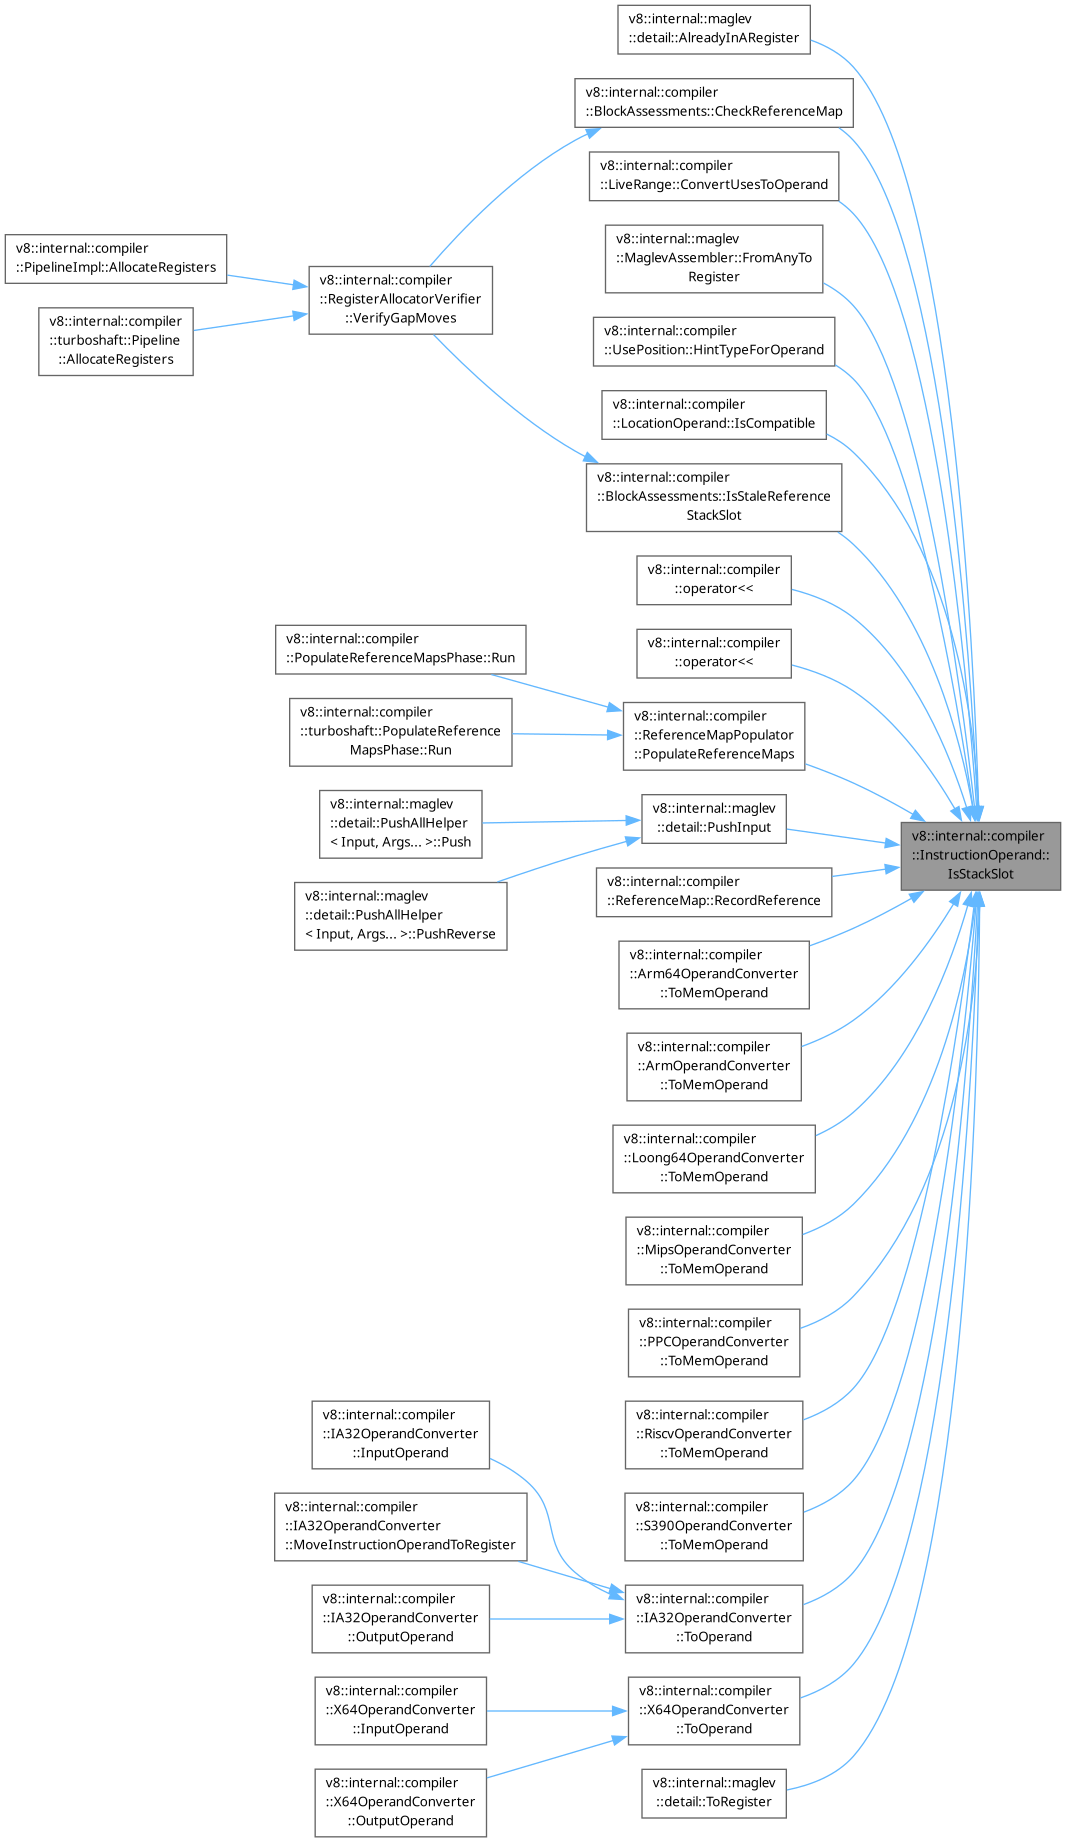 v8::internal::maglev
::detail::AlreadyInARegister
v8::internal::compiler
::BlockAssessments::CheckReferenceMap
v8::internal::compiler
::LiveRange::ConvertUsesToOperand
v8::internal::maglev
::MaglevAssembler::FromAnyTo
Register
v8::internal::compiler
::PipelineImpl::AllocateRegisters
v8::internal::compiler
::RegisterAllocatorVerifier
::VerifyGapMoves
v8::internal::compiler
::turboshaft::Pipeline
::AllocateRegisters
v8::internal::compiler
::UsePosition::HintTypeForOperand
v8::internal::compiler
::LocationOperand::IsCompatible
v8::internal::compiler
::BlockAssessments::IsStaleReference
StackSlot
v8::internal::compiler
::operator<<
v8::internal::compiler
::operator<<
v8::internal::compiler
::PopulateReferenceMapsPhase::Run
v8::internal::compiler
::turboshaft::PopulateReference
MapsPhase::Run
v8::internal::compiler
::ReferenceMapPopulator
::PopulateReferenceMaps
v8::internal::maglev
::detail::PushAllHelper
< Input, Args... >::Push
v8::internal::maglev
::detail::PushInput
v8::internal::compiler
::InstructionOperand::
IsStackSlot
v8::internal::maglev
::detail::PushAllHelper
< Input, Args... >::PushReverse
v8::internal::compiler
::ReferenceMap::RecordReference
v8::internal::compiler
::Arm64OperandConverter
::ToMemOperand
v8::internal::compiler
::ArmOperandConverter
::ToMemOperand
v8::internal::compiler
::Loong64OperandConverter
::ToMemOperand
v8::internal::compiler
::MipsOperandConverter
::ToMemOperand
v8::internal::compiler
::PPCOperandConverter
::ToMemOperand
v8::internal::compiler
::RiscvOperandConverter
::ToMemOperand
v8::internal::compiler
::IA32OperandConverter
::InputOperand
v8::internal::compiler
::S390OperandConverter
::ToMemOperand
v8::internal::compiler
::IA32OperandConverter
::MoveInstructionOperandToRegister
v8::internal::compiler
::IA32OperandConverter
::ToOperand
v8::internal::compiler
::IA32OperandConverter
::OutputOperand
v8::internal::compiler
::X64OperandConverter
::InputOperand
v8::internal::compiler
::X64OperandConverter
::ToOperand
v8::internal::compiler
::X64OperandConverter
::OutputOperand
v8::internal::maglev
::detail::ToRegister